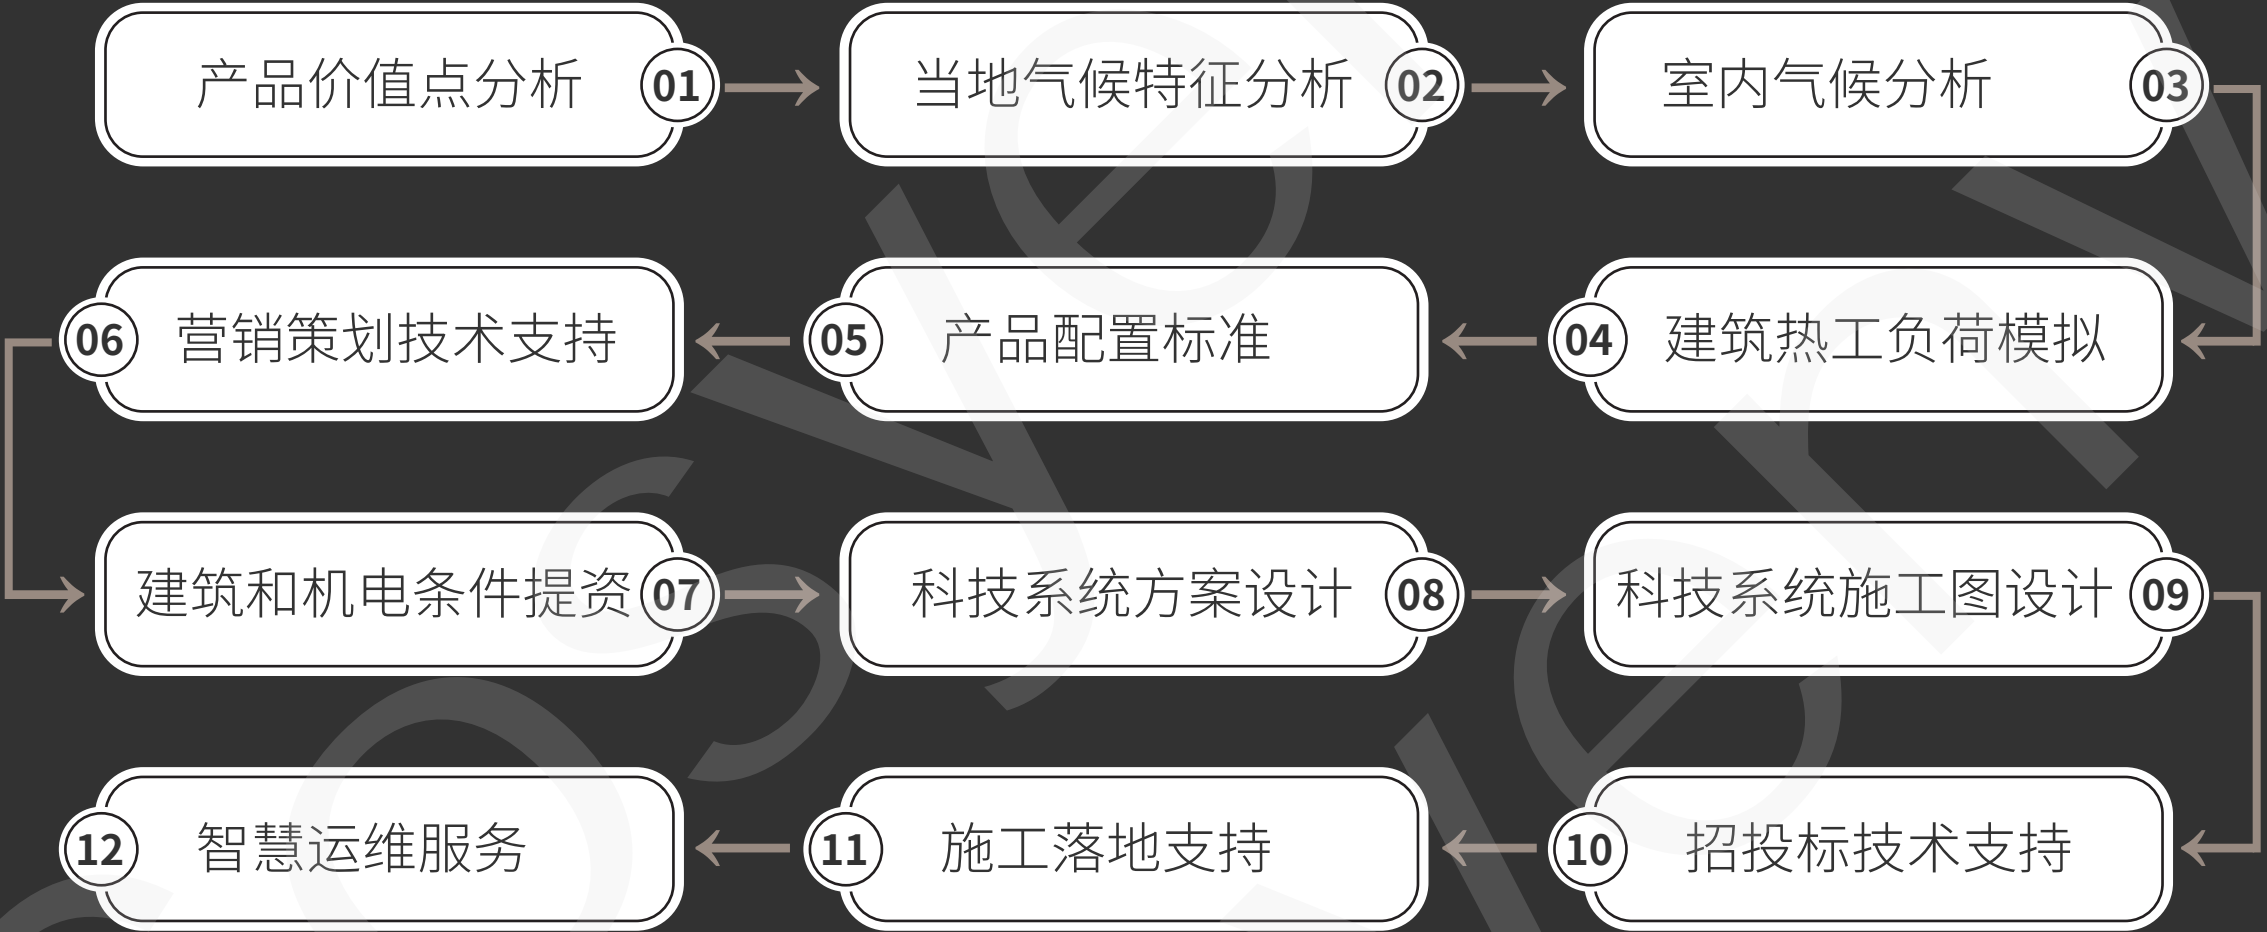 产品价值点分析 01
当地气候特征分析 02
室内气候分析 03
04 建筑热工负荷模拟
05 产品配置标准
06 营销策划技术支持
建筑和机电条件提资 07
科技系统方案设计 08
科技系统施工图设计 09
10 招投标技术支持
11 施工落地支持
12 智慧运维服务